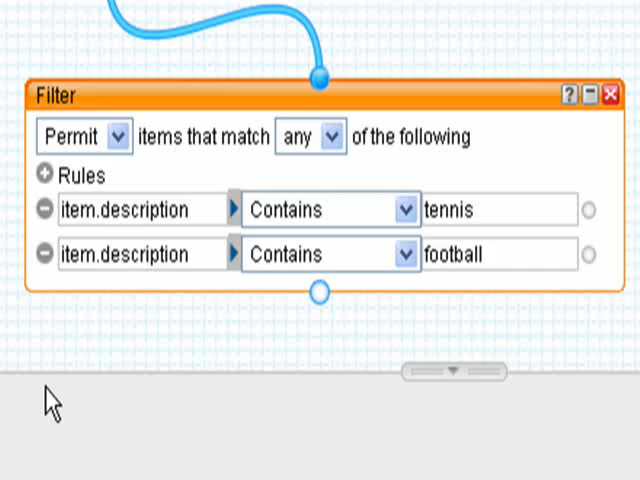 Filter ?
Permit items that match any of the following
Rules
item.description Contains tennis
item.description Contains football